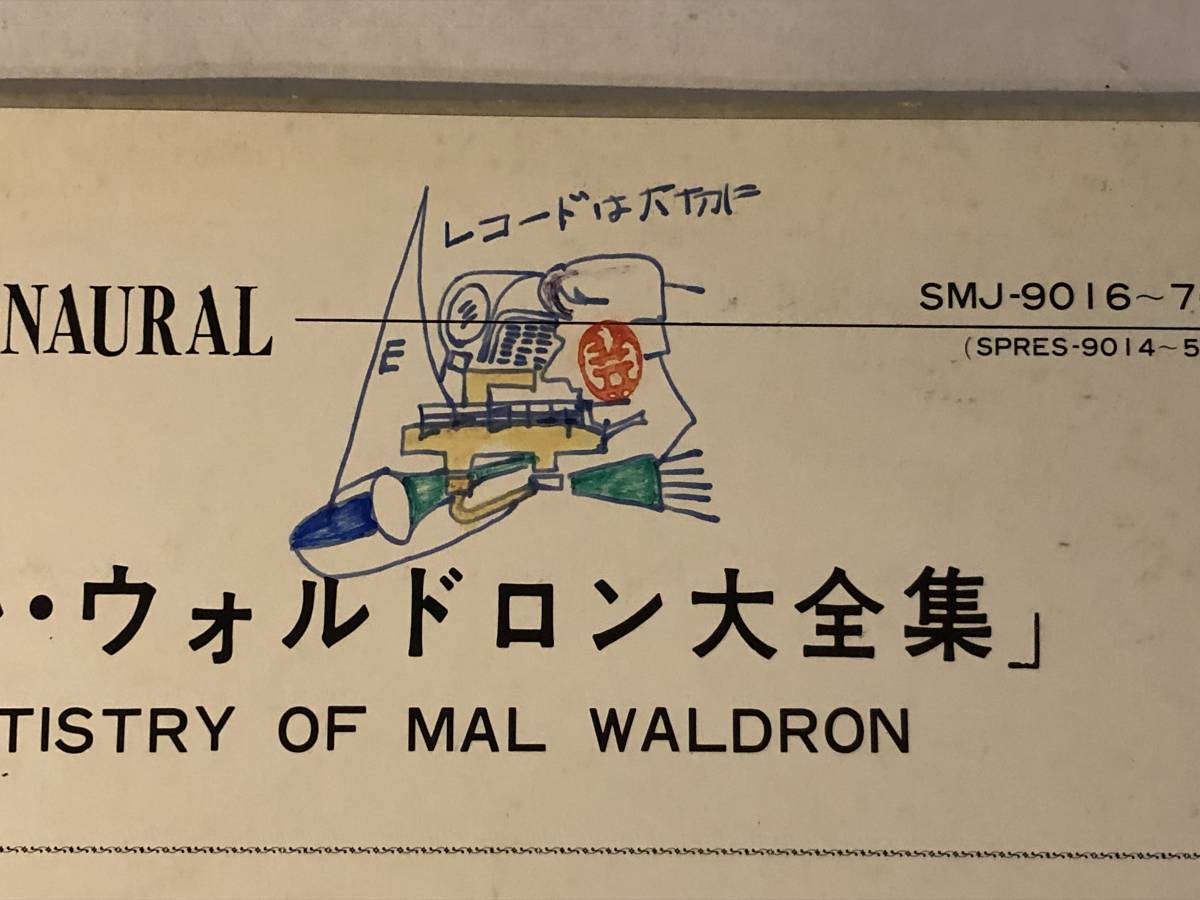 レコードは大切に
NAURAL
SMJ-9016~7
(SPRES-9014~5
E
・ウォルドロン大全集」
TISTRY OF MAL WALDRON